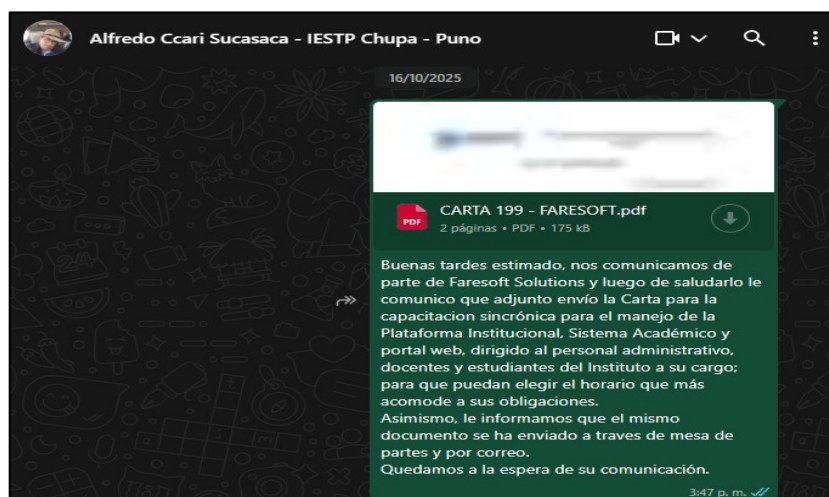 Alfredo Ccari Sucasaca - IESTP Chupa - Puno
16/10/2025
CARTA 199 - FARESOFT.pdf
PDF
2 páginas • PDF • 175 kB
Buenas tardes estimado, nos comunicamos de
parte de Faresoft Solutions y luego de saludarlo le
comunico que adjunto envío la Carta para la
capacitacion sincrónica para el manejo de la
Plataforma Institucional, Sistema Académico y
portal web, dirigido al personal administrativo,
docentes y estudiantes del Instituto a su cargo;
para que puedan elegir el horario que más
acomode a sus obligaciones.
Asimismo, le informamos que el mismo
documento se ha enviado a traves de mesa de
partes y por correo.
Quedamos a la espera de su comunicación.
3:47 p. m.